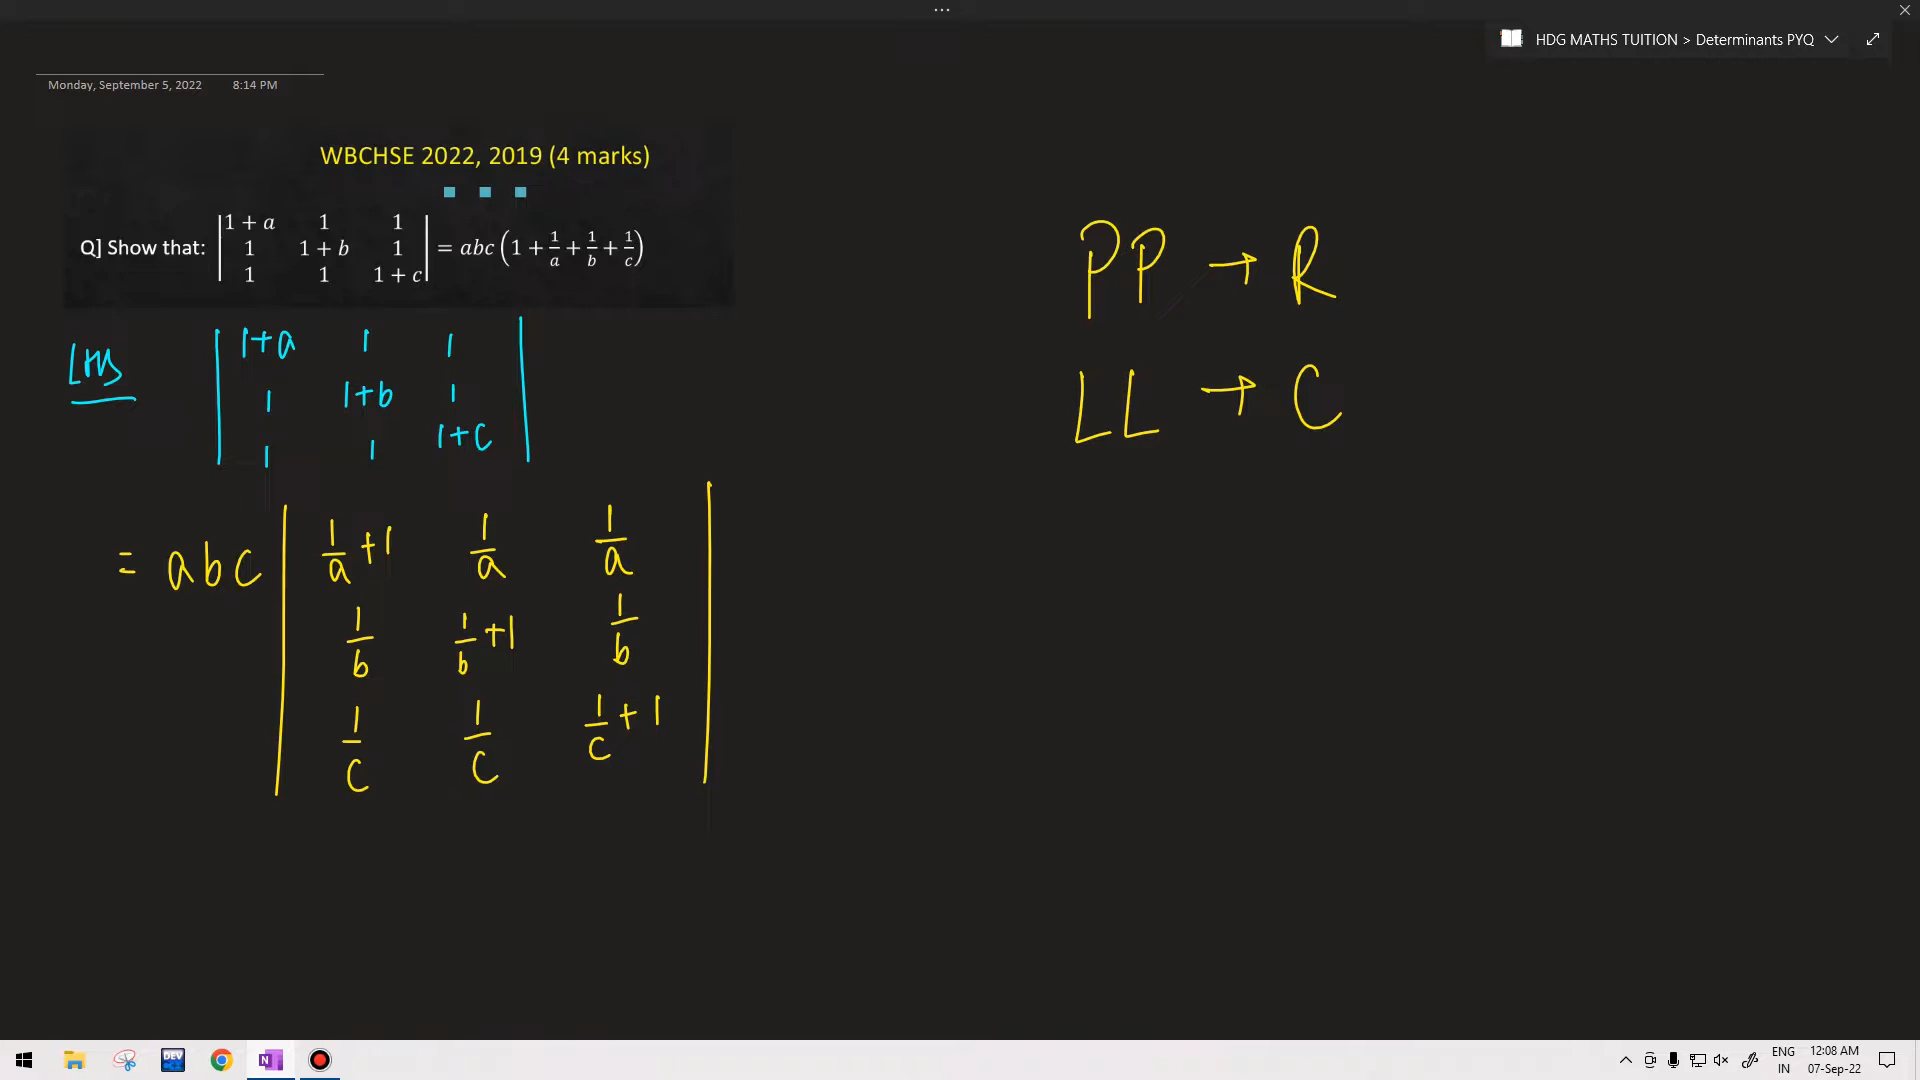 HDG MATHS TUITION > Determinants PYQ
Monday, September 5, 2022 8:14 PM
WBCHSE 2022, 2019 (4 marks)
Q] Show that: |1 + a 1 1|
|1 1 + b 1| = abc (1 + 1/a + 1/b + 1/c)
|1 1 1 + c|
LHS |1+a 1 1|
|1 1+b 1|
|1 1 1+c|
= abc |1/a +1 1/a 1/a|
|1/b 1/b +1 1/b|
|1/c 1/c 1/c + 1|
PP → R
LL → C
DEV
N
ENG
IN
12:08 AM
07-Sep-22